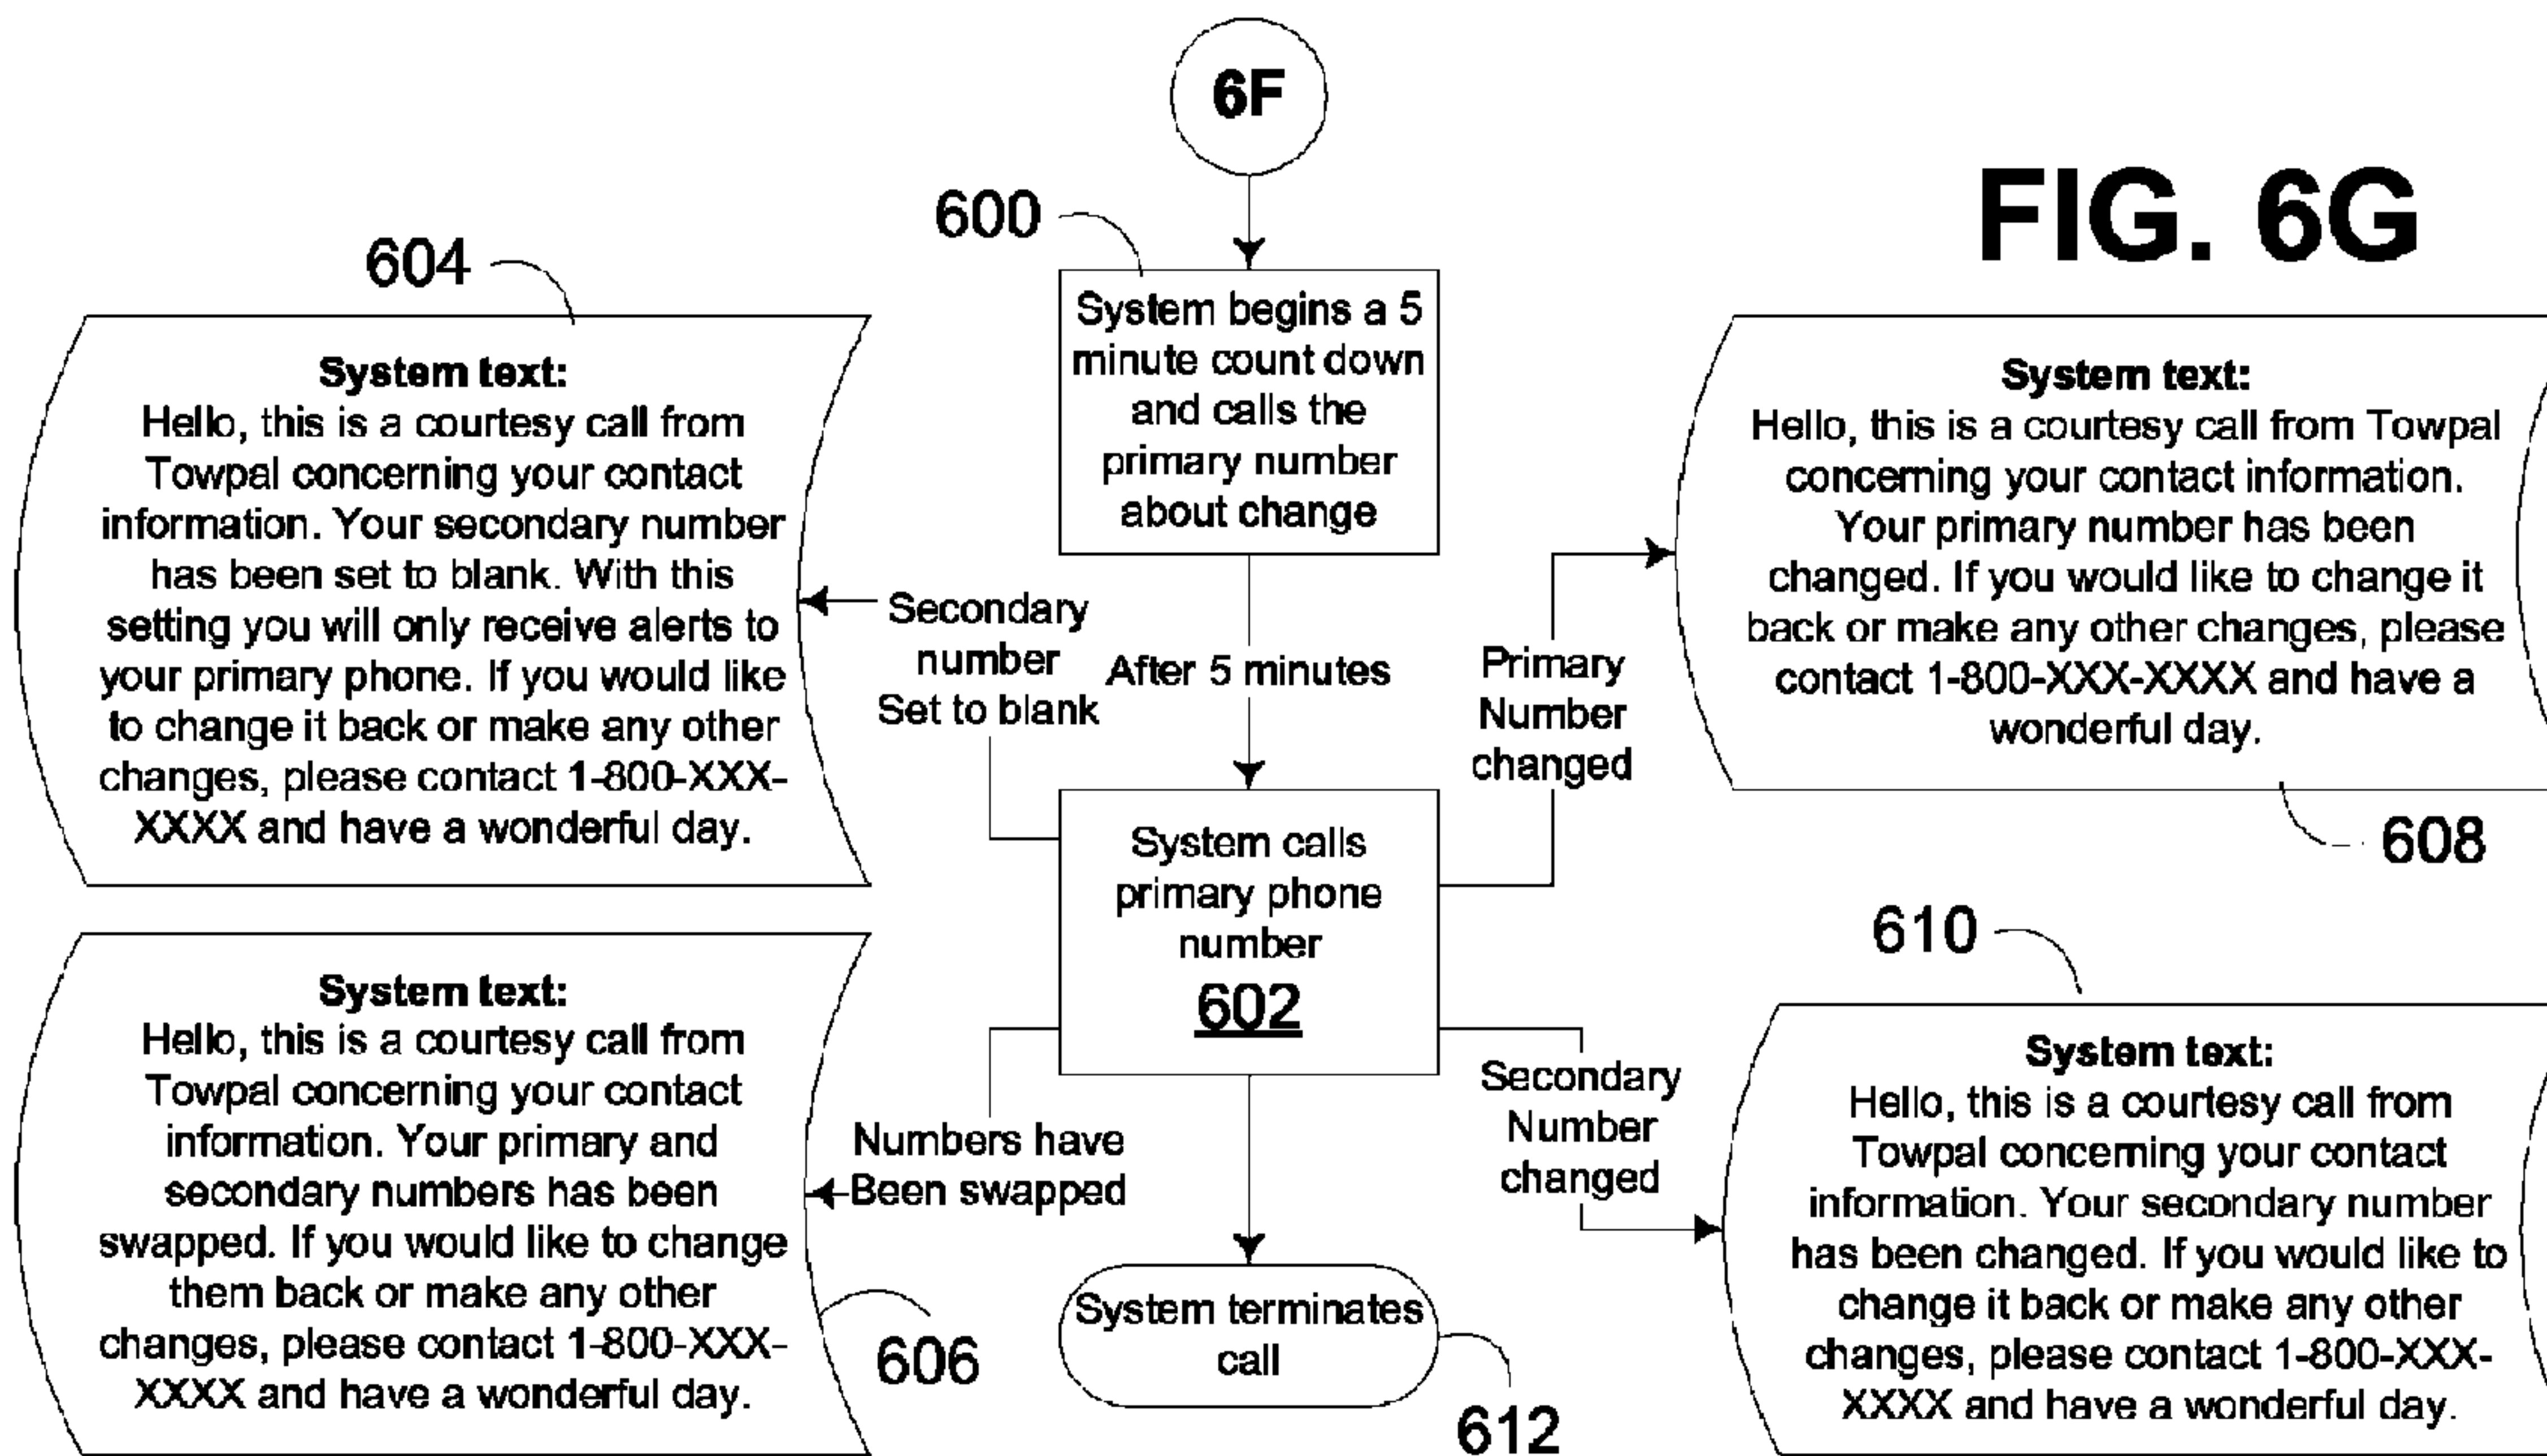 6F
FIG. 6G
600
System begins a 5
minute count down
and calls the
primary number
about change
604
System text:
Hello, this is a courtesy call from
Towpal concerning your contact
information. Your secondary number
has been set to blank. With this
setting you will only receive alerts to
your primary phone. If you would like
to change it back or make any other
changes, please contact 1-800-XXX-
XXXX and have a wonderful day.
Secondary
number
Set to blank
After 5 minutes
Primary
Number
changed
System text:
Hello, this is a courtesy call from Towpal
concerning your contact information.
Your primary number has been
changed. If you would like to change it
back or make any other changes, please
contact 1-800-XXX-XXXX and have a
wonderful day.
608
System calls
primary phone
number
602
System text:
Hello, this is a courtesy call from
Towpal concerning your contact
information. Your primary and
secondary numbers has been
swapped. If you would like to change
them back or make any other
changes, please contact 1-800-XXX-
XXXX and have a wonderful day.
606
Numbers have
Been swapped
Secondary
Number
changed
610
System text:
Hello, this is a courtesy call from
Towpal concerning your contact
information. Your secondary number
has been changed. If you would like to
change it back or make any other
changes, please contact 1-800-XXX-
XXXX and have a wonderful day.
System terminates
call
612